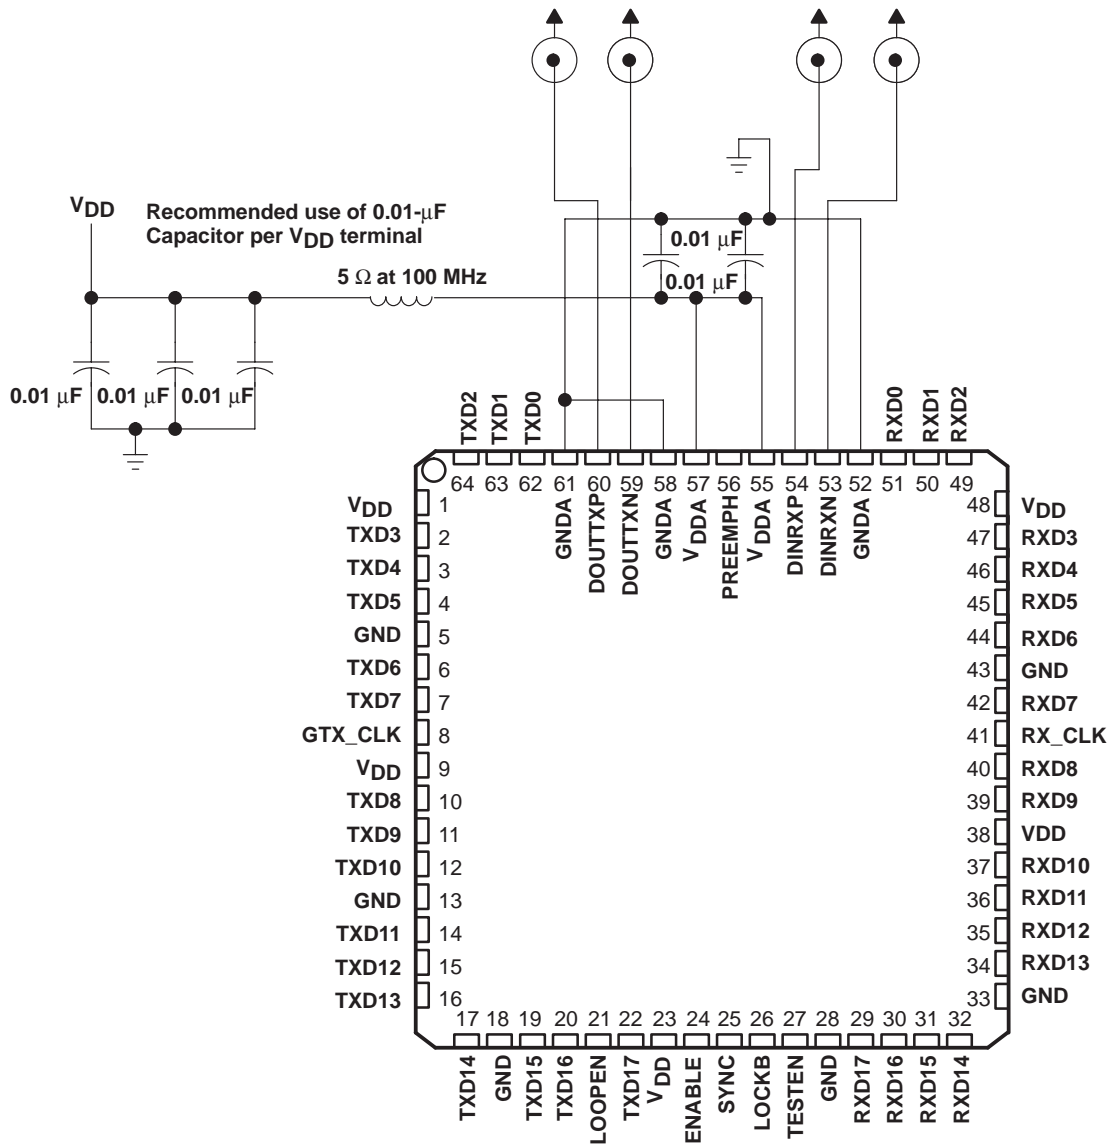 VDD
Recommended use of 0.01-μF
Capacitor per VDD terminal
5 Ω at 100 MHz
0.01 μF
0.01 μF
0.01 μF
0.01 μF
0.01 μF
TXD2
TXD1
TXD0
RXD0
RXD1
RXD2
64
63
62
61
60
59
58
57
56
55
54
53
52
51
50
49
GNDA
DOUTTXP
DOUTTXN
GNDA
VDDA
PREEMPH
VDDA
DINRXP
DINRXN
GNDA
VDD 1
TXD3 2
TXD4 3
TXD5 4
GND 5
TXD6 6
TXD7 7
GTX_CLK 8
VDD 9
TXD8 10
TXD9 11
TXD10 12
GND 13
TXD11 14
TXD12 15
TXD13 16
48 VDD
47 RXD3
46 RXD4
45 RXD5
44 RXD6
43 GND
42 RXD7
41 RX_CLK
40 RXD8
39 RXD9
38 VDD
37 RXD10
36 RXD11
35 RXD12
34 RXD13
33 GND
17
18
19
20
21
22
23
24
25
26
27
28
29
30
31
32
TXD14
GND
TXD15
TXD16
LOOPEN
TXD17
VDD
ENABLE
SYNC
LOCKB
TESTEN
GND
RXD17
RXD16
RXD15
RXD14